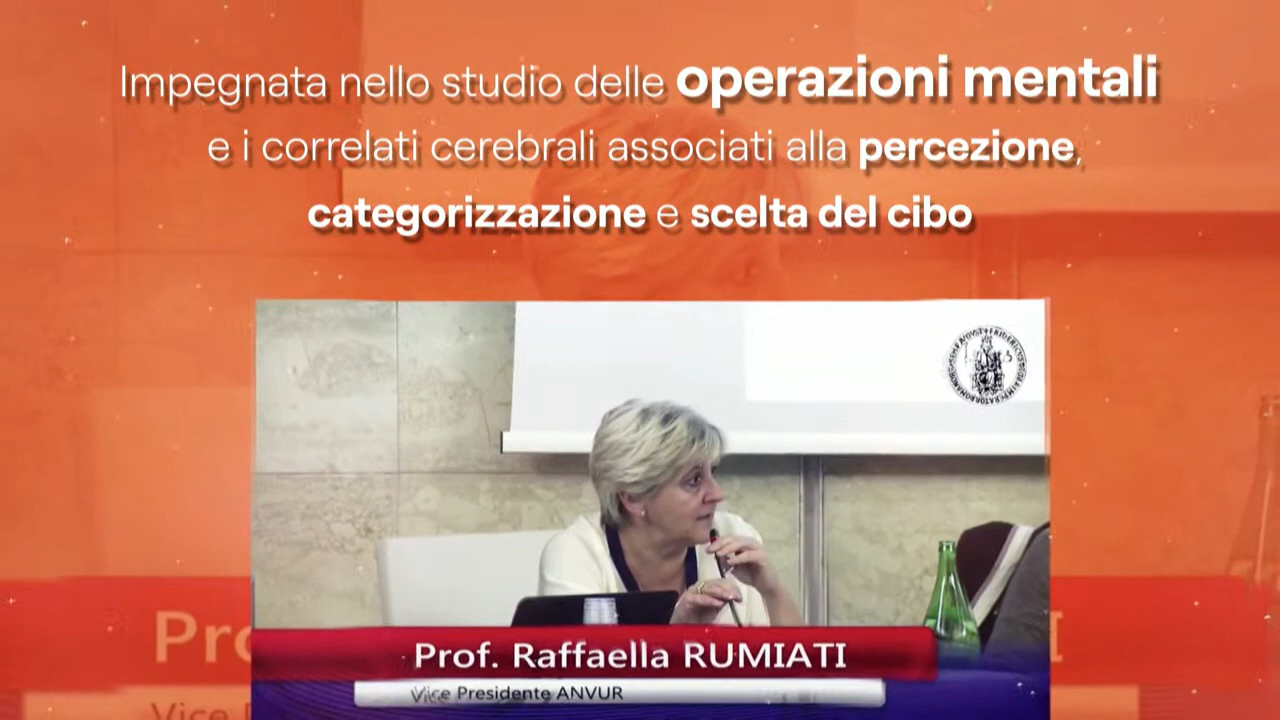 Impegnata nello studio delle operazioni mentali
e i correlati cerebrali associati alla percezione,
categorizzazione e scelta del cibo
Prof. Raffaella RUMIATI
Vice Presidente ANVUR